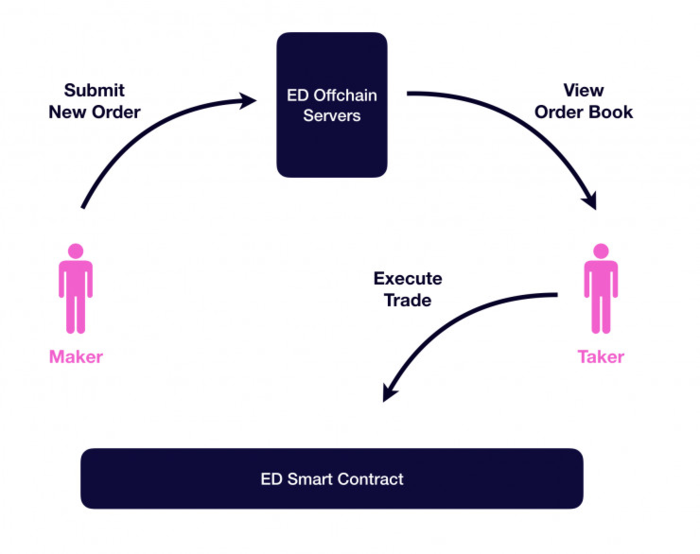 Submit
New Order
ED Offchain
Servers
View
Order Book
Execute
Trade
Maker
Taker
ED Smart Contract